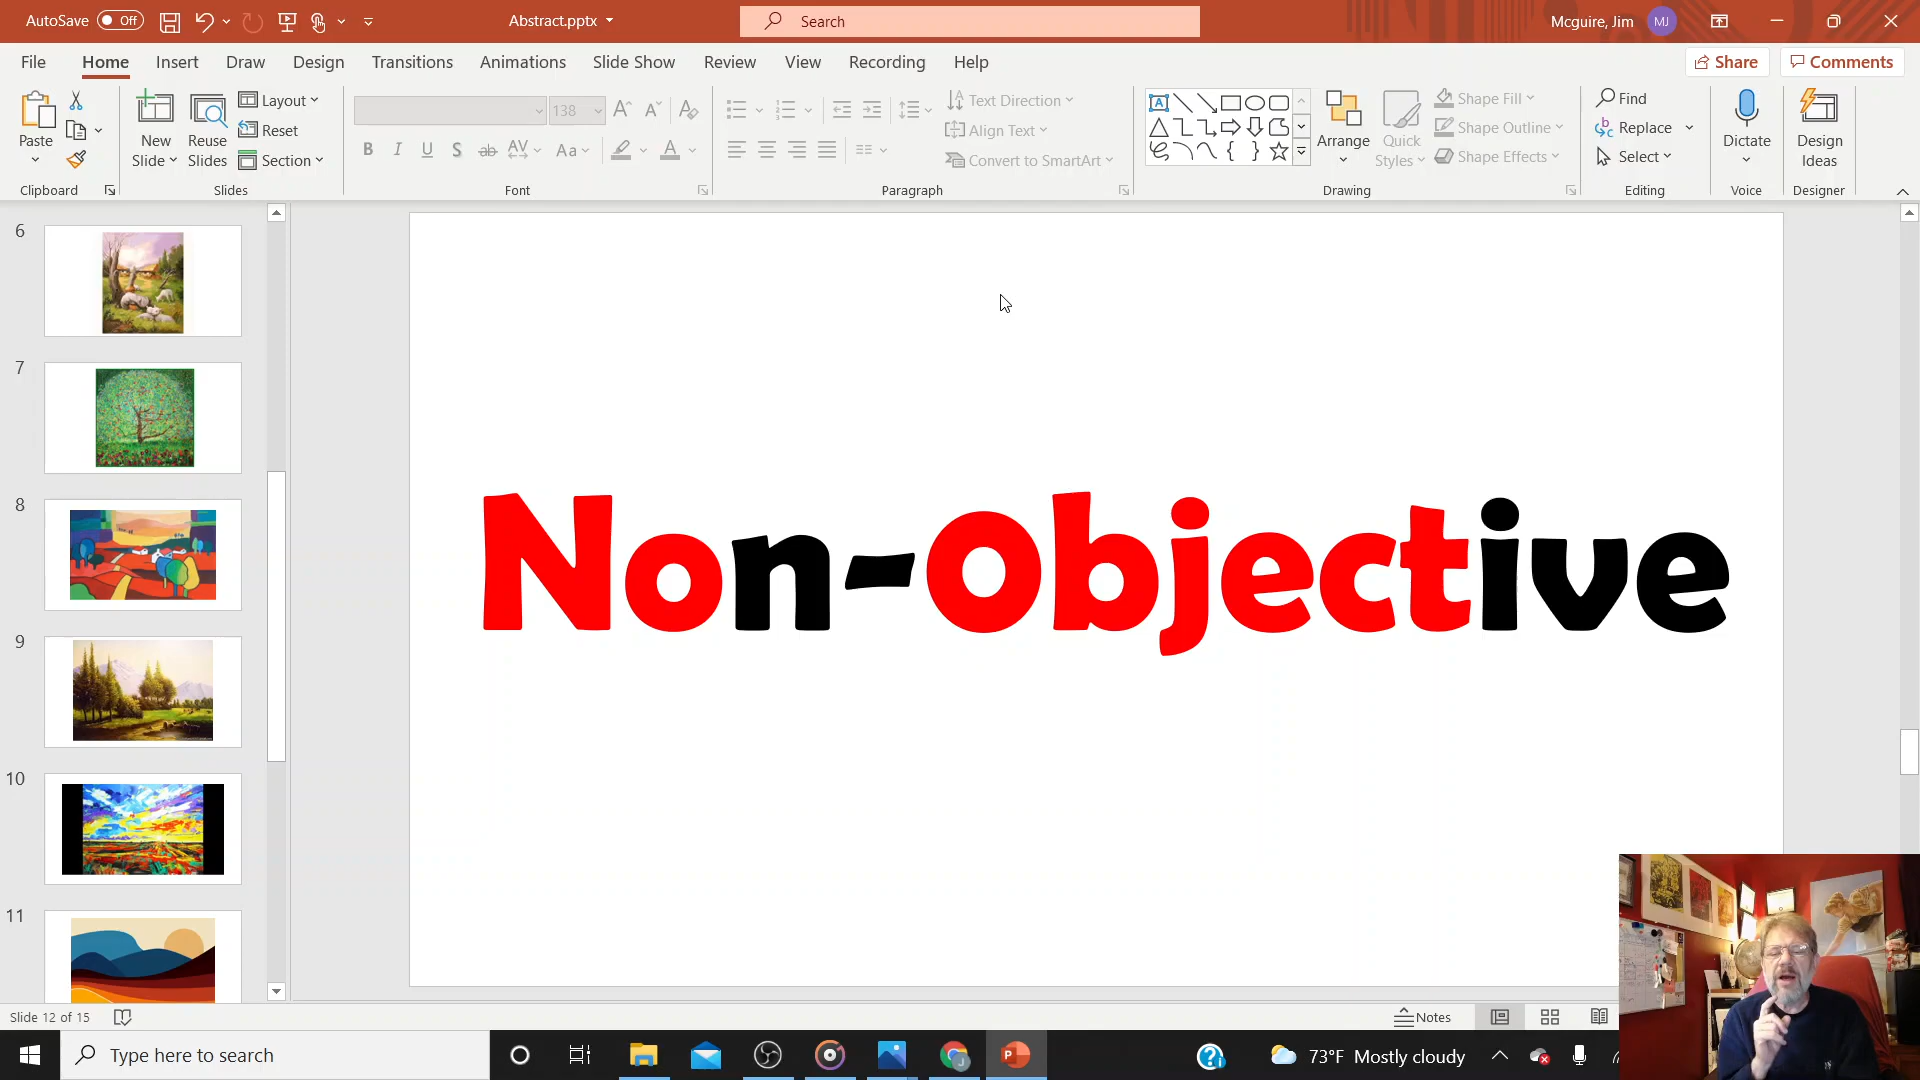 AutoSave Off Abstract.pptx Search Mcguire, Jim MJ
File Home Insert Draw Design Transitions Animations Slide Show Review View Recording Help Share Comments
Paste
New Slide
Reuse Slides
Layout
Reset
Section
138
B I U S ab AV Aa A
Text Direction
Align Text
Convert to SmartArt
Arrange
Quick Styles
Shape Fill
Shape Outline
Shape Effects
Find
Replace
Select
Dictate
Design Ideas
Clipboard Slides Font Paragraph Drawing Editing Voice Designer
6
7
8
9
10
11
Non-Objective
Slide 12 of 15 Notes
Type here to search 73°F Mostly cloudy